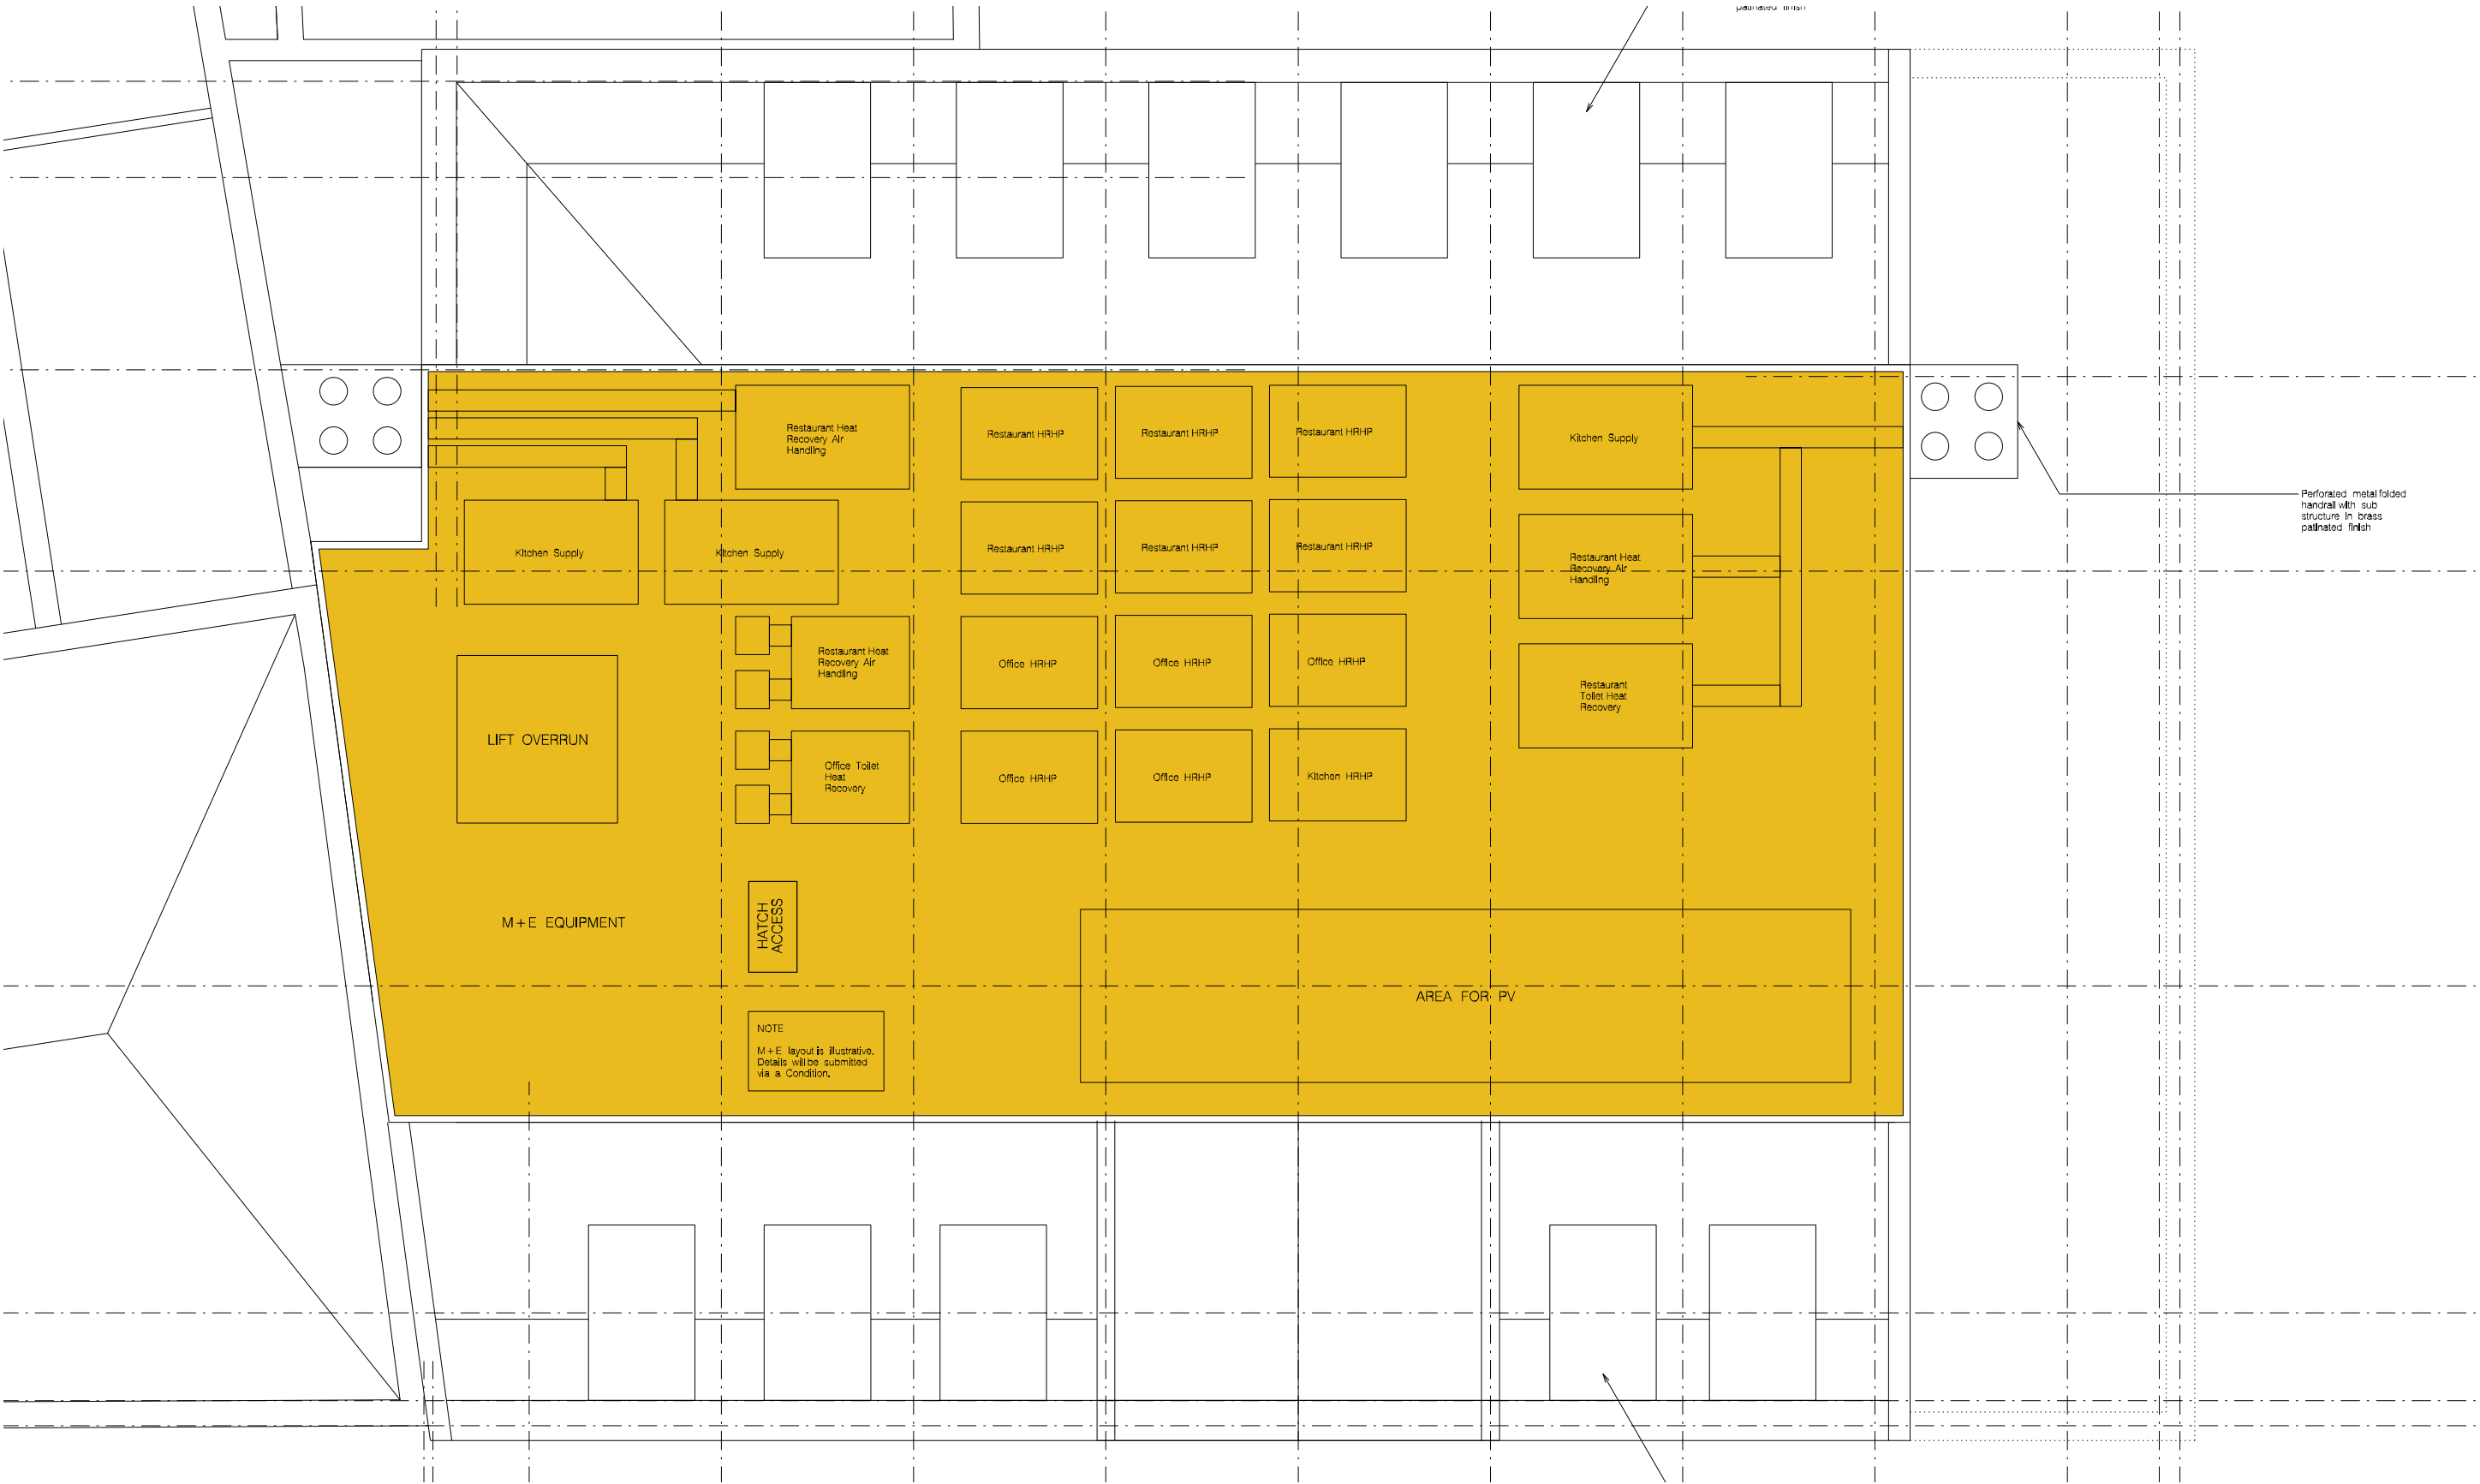 patinated finish
Restaurant Heat
Recovery Air
Handling
Restaurant HRHP
Restaurant HRHP
Restaurant HRHP
Kitchen Supply
Perforated metal folded
handrail with sub
structure in brass
patinated finish
Kitchen Supply
Kitchen Supply
Restaurant HRHP
Restaurant HRHP
Restaurant HRHP
Restaurant Heat
Recovery Air
Handling
Restaurant Heat
Recovery Air
Handling
Office HRHP
Office HRHP
Office HRHP
Restaurant
Toilet Heat
Recovery
LIFT OVERRUN
Office Toilet
Heat
Recovery
Office HRHP
Office HRHP
Kitchen HRHP
M+E EQUIPMENT
HATCH
ACCESS
AREA FOR PV
NOTE
M+E layout is illustrative.
Details will be submitted
via a Condition.